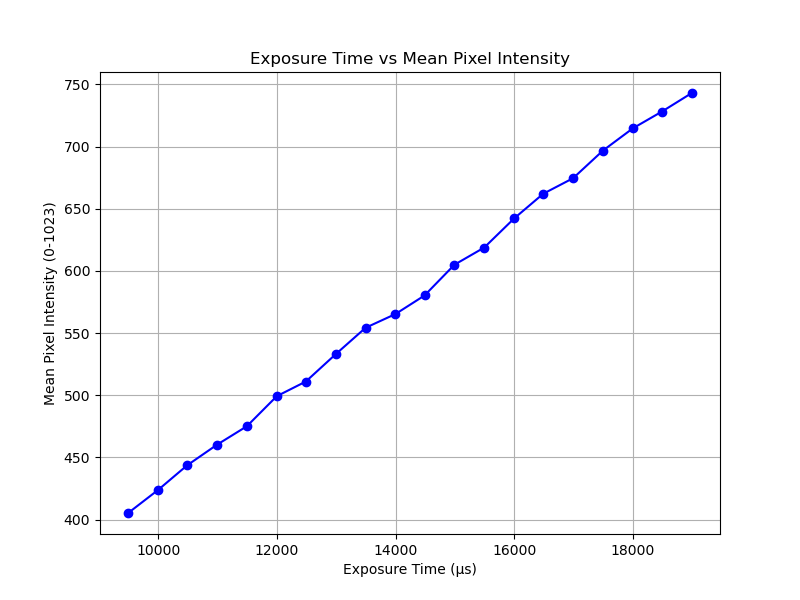 Exposure Time vs Mean Pixel Intensity
750
700
650
600
550
500
450
400
Mean Pixel Intensity (0-1023)
10000 12000 14000 16000 18000
Exposure Time (µs)